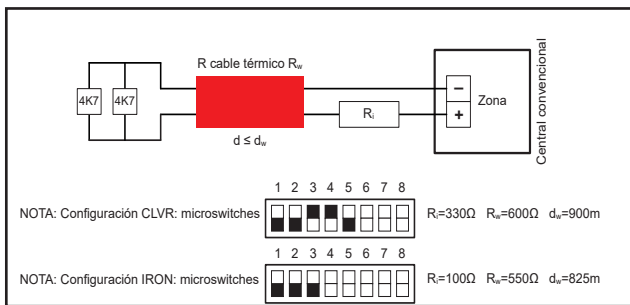 R cable térmico Rw
4K7 4K7
d ≤ dw
Ri
−
+
Zona
Central convencional
1 2 3 4 5 6 7 8
NOTA: Configuración CLVR: microswitches Ri=330Ω Rw=600Ω dw=900m
1 2 3 4 5 6 7 8
NOTA: Configuración IRON: microswitches Ri=100Ω Rw=550Ω dw=825m